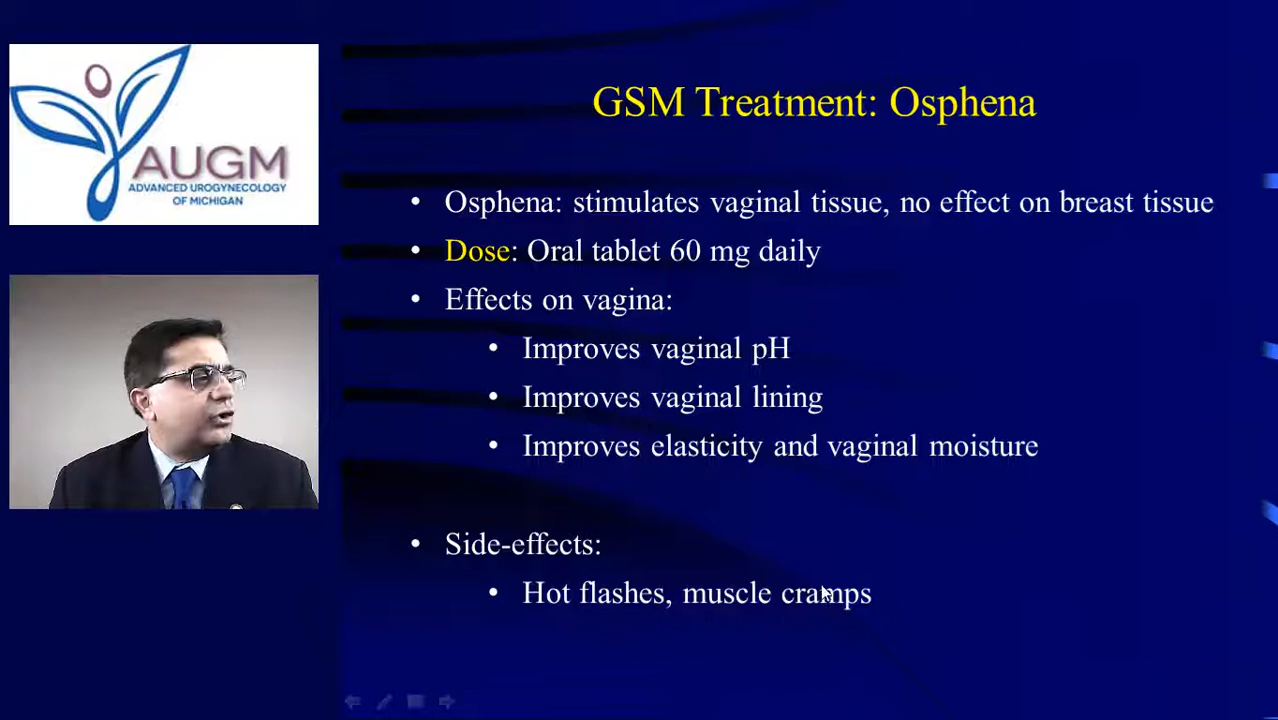 AUGM
ADVANCED UROGYNECOLOGY
OF MICHIGAN
GSM Treatment: Osphena
• Osphena: stimulates vaginal tissue, no effect on breast tissue
• Dose: Oral tablet 60 mg daily
• Effects on vagina:
• Improves vaginal pH
• Improves vaginal lining
• Improves elasticity and vaginal moisture
• Side-effects:
• Hot flashes, muscle cramps